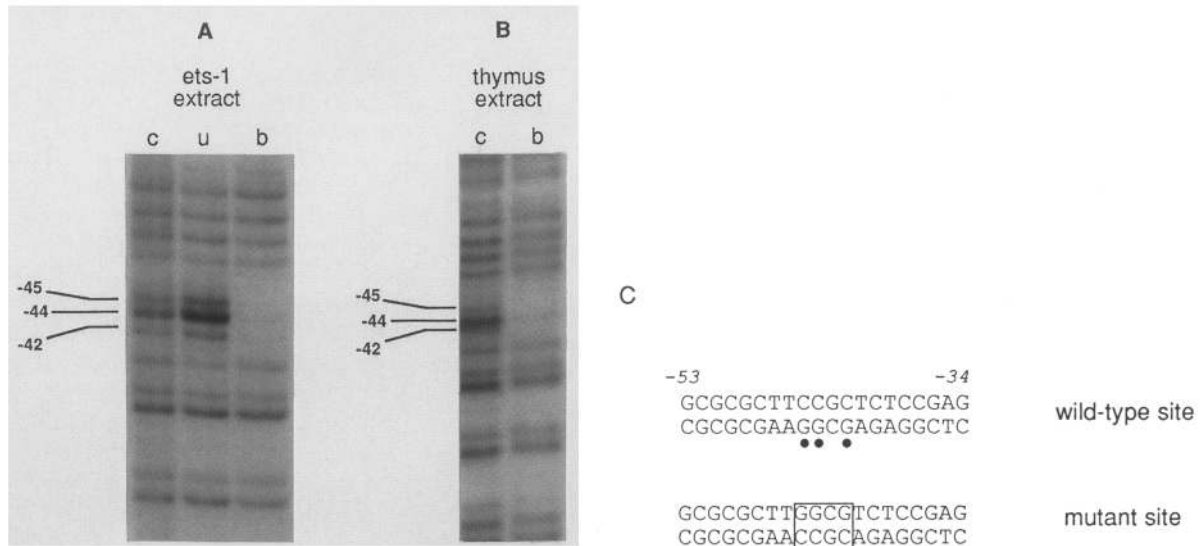 A
ets-1
extract
c u b
-45
-44
-42
B
thymus
extract
c b
-45
-44
-42
C
-53 -34
GCGCGCTTCCGCTCTCCGAG
CGCGCGAAGGCGAGAGGCTC
wild-type site
GCGCGCTTGGCGTCTCCGAG
CGCGCGAACCGCAGAGGCTC
mutant site